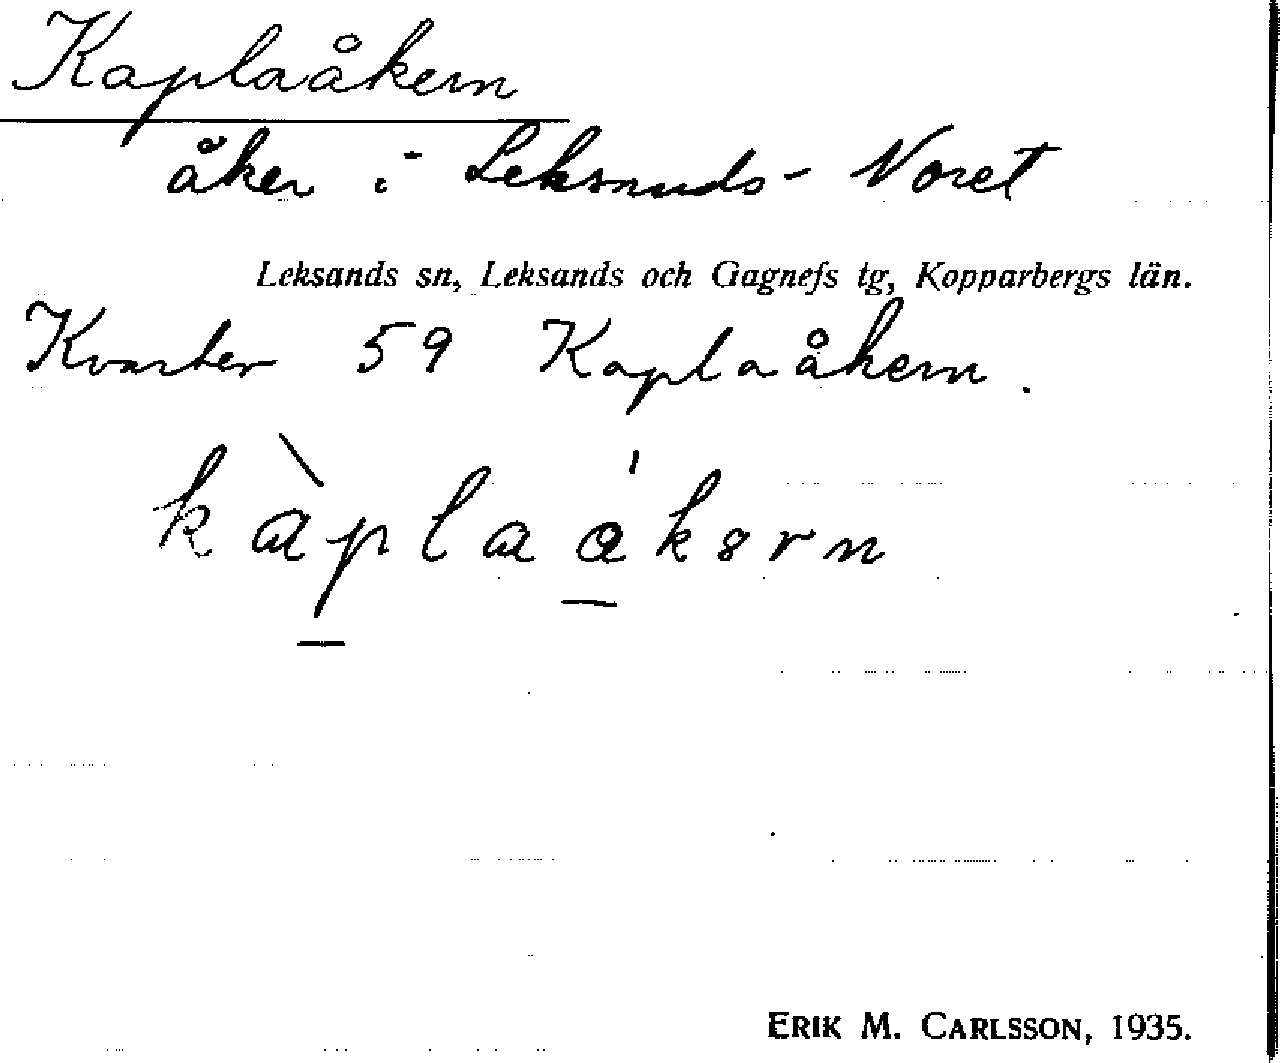 Kaplaåkern
åker i Leksands-Noret
Leksands sn, Leksands och Gagnefs tg, Kopparbergs län.
Kvarter 59 Kaplaåkern.
kàplaákərn
ERIK M. CARLSSON, 1935.